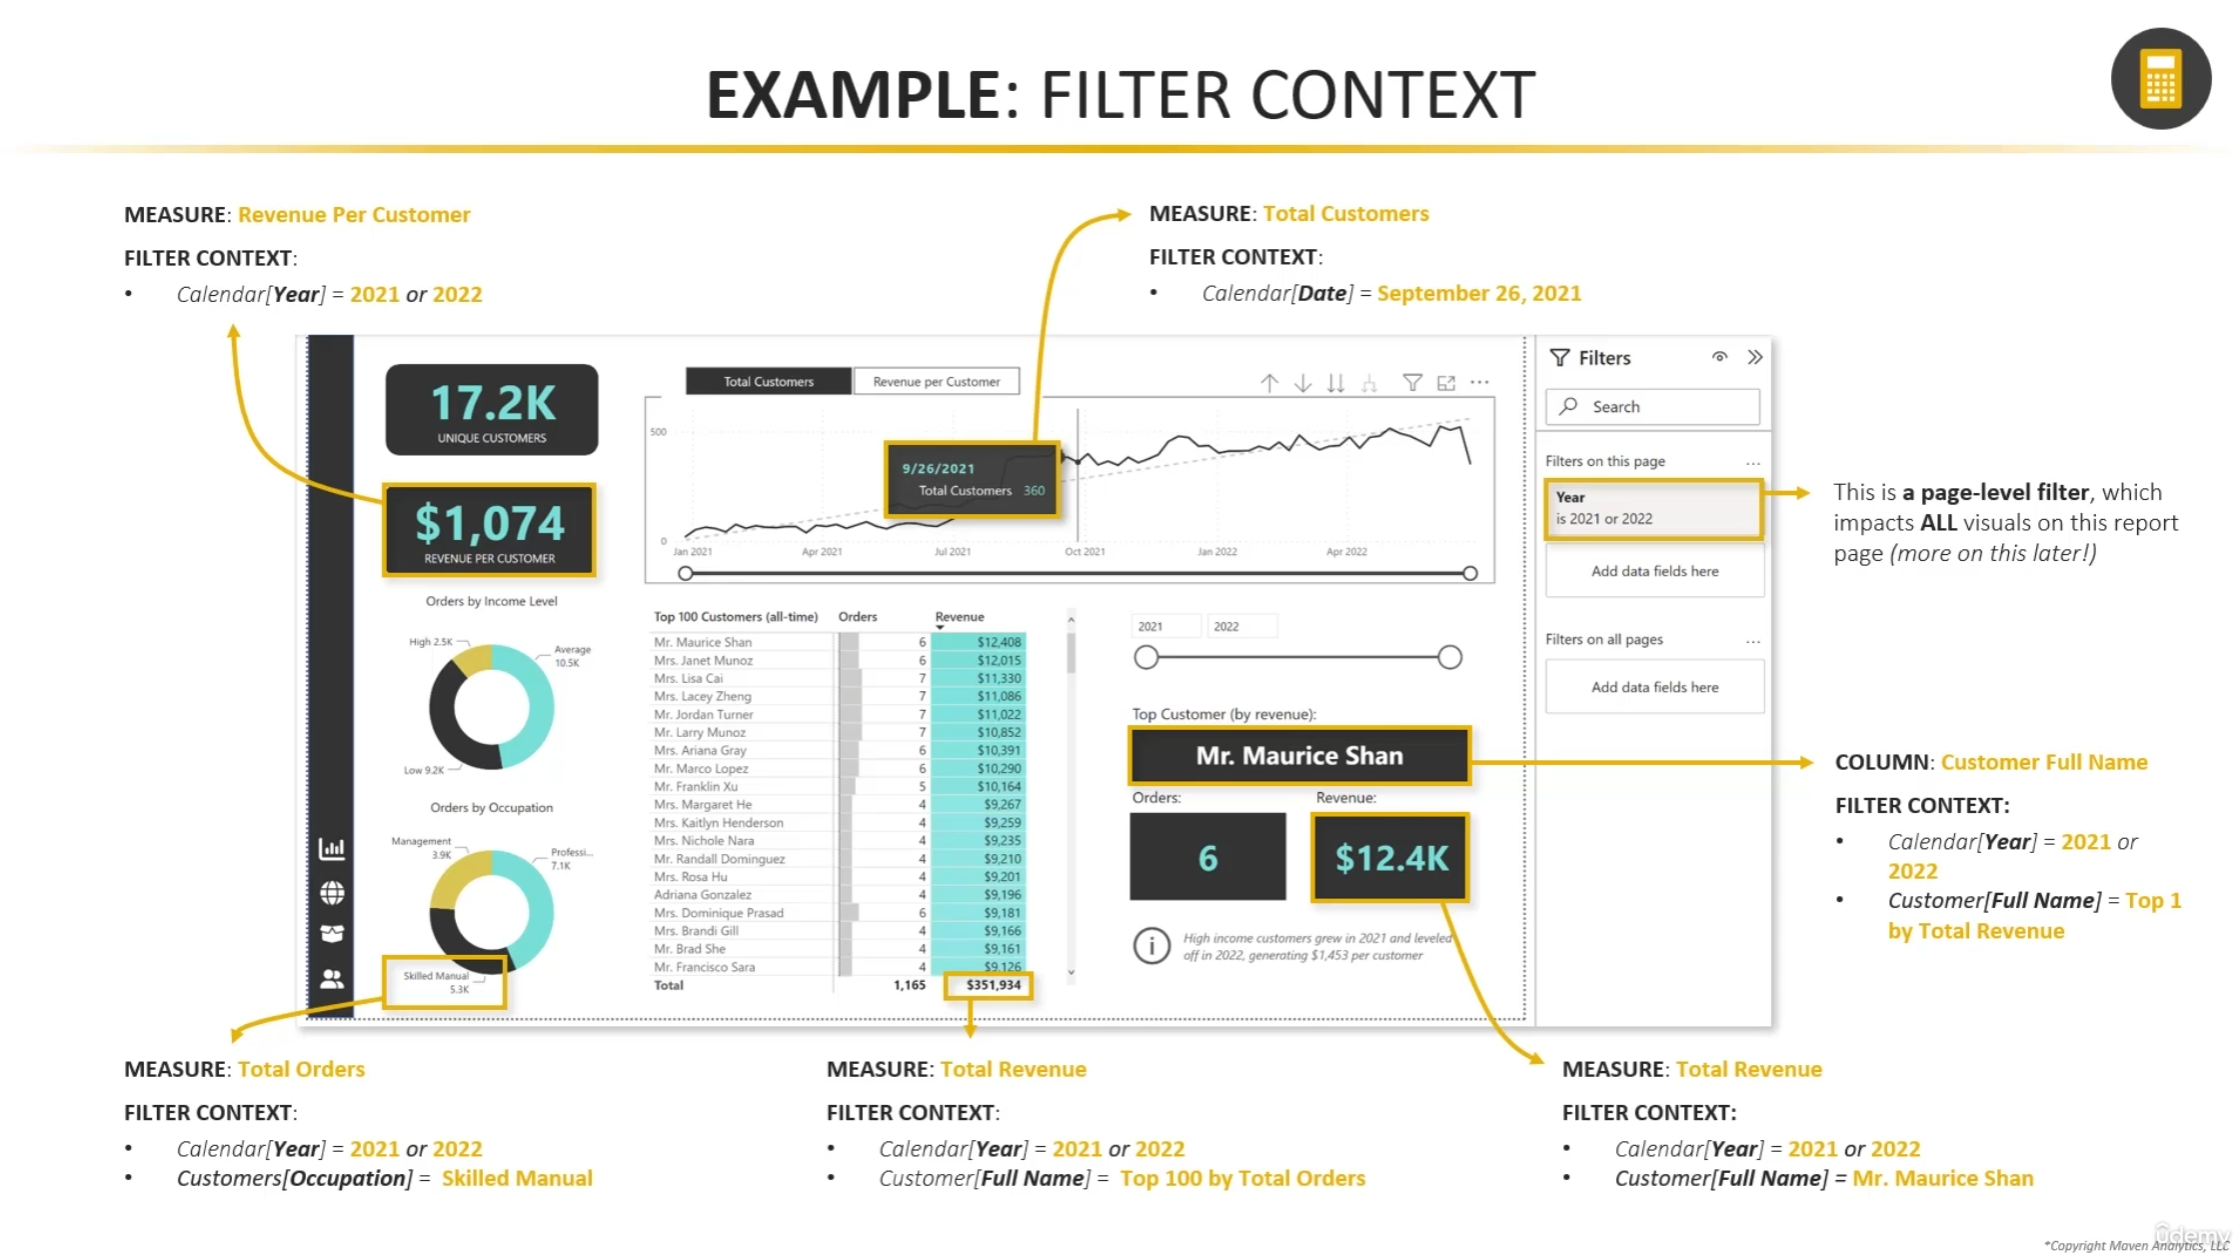 EXAMPLE: FILTER CONTEXT
MEASURE: Revenue Per Customer
FILTER CONTEXT:
• Calendar[Year] = 2021 or 2022
MEASURE: Total Customers
FILTER CONTEXT:
• Calendar[Date] = September 26, 2021
17.2K
UNIQUE CUSTOMERS
$1,074
REVENUE PER CUSTOMER
Total Customers
Revenue per Customer
500
0
9/26/2021
Total Customers 360
Jan 2021
Apr 2021
Jul 2021
Oct 2021
Jan 2022
Apr 2022
Filters
Search
Filters on this page
...
Year
is 2021 or 2022
Add data fields here
Filters on all pages
...
Add data fields here
This is a page-level filter, which
impacts ALL visuals on this report
page (more on this later!)
Orders by Income Level
High 2.5K
Average
10.5K
Low 9.2K
Orders by Occupation
Management
3.9K
Professi...
7.1K
Skilled Manual
5.3K
Top 100 Customers (all-time) Orders Revenue
Mr. Maurice Shan 6 $12,408
Mrs. Janet Munoz 6 $12,015
Mrs. Lisa Cai 7 $11,330
Mrs. Lacey Zheng 7 $11,086
Mr. Jordan Turner 7 $11,022
Mr. Larry Munoz 7 $10,852
Mrs. Ariana Gray 6 $10,391
Mr. Marco Lopez 6 $10,290
Mr. Franklin Xu 5 $10,164
Mrs. Margaret He 4 $9,267
Mrs. Kaitlyn Henderson 4 $9,259
Mrs. Nichole Nara 4 $9,235
Mr. Randall Dominguez 4 $9,210
Mrs. Rosa Hu 4 $9,201
Adriana Gonzalez 4 $9,196
Mrs. Dominique Prasad 6 $9,181
Mrs. Brandi Gill 4 $9,166
Mr. Brad She 4 $9,161
Mr. Francisco Sara 4 $9,126
Total 1,165 $351,934
2021
2022
Top Customer (by revenue):
Mr. Maurice Shan
Orders:
Revenue:
6
$12.4K
High income customers grew in 2021 and leveled
off in 2022, generating $1,453 per customer
COLUMN: Customer Full Name
FILTER CONTEXT:
• Calendar[Year] = 2021 or
2022
• Customer[Full Name] = Top 1
by Total Revenue
MEASURE: Total Orders
FILTER CONTEXT:
• Calendar[Year] = 2021 or 2022
• Customers[Occupation] = Skilled Manual
MEASURE: Total Revenue
FILTER CONTEXT:
• Calendar[Year] = 2021 or 2022
• Customer[Full Name] = Top 100 by Total Orders
MEASURE: Total Revenue
FILTER CONTEXT:
• Calendar[Year] = 2021 or 2022
• Customer[Full Name] = Mr. Maurice Shan
ûdemy
*Copyright Maven Analytics, LLC